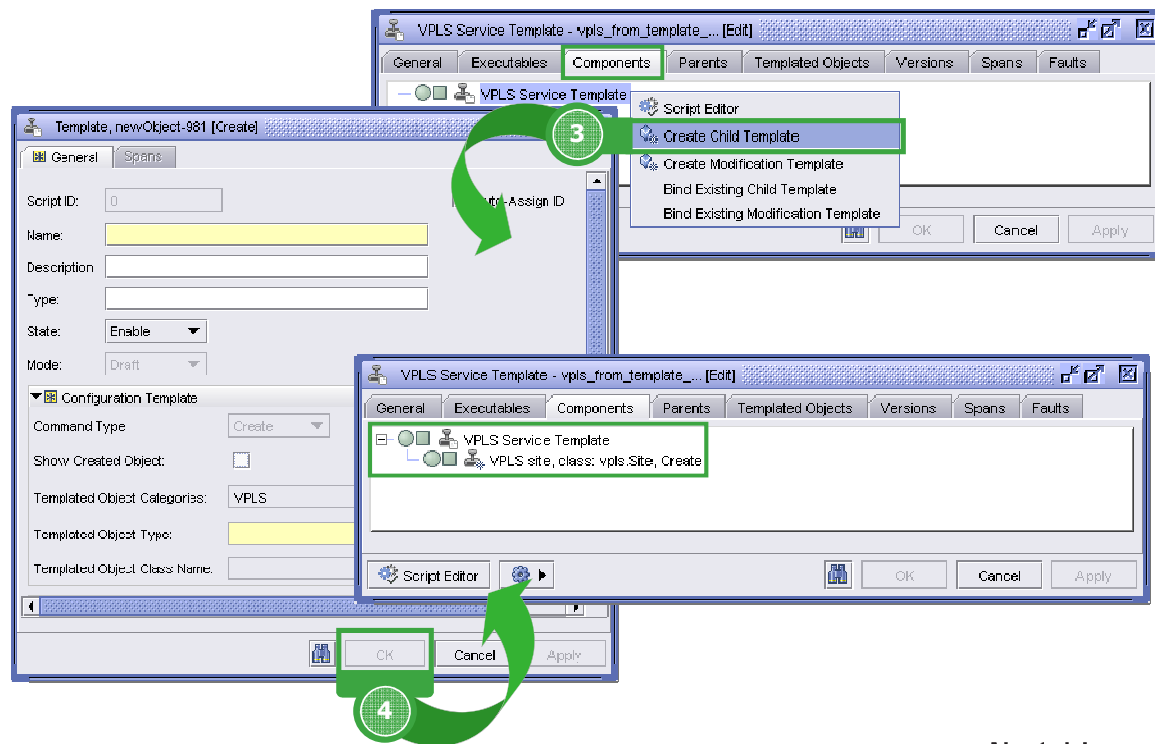 VPLS Service Template - vpls_from_template_... [Edit]
General Executables Components Parents Templated Objects Versions Spans Faults
VPLS Service Template
Script Editor
3
Create Child Template
Create Modification Template
Bind Existing Child Template
Bind Existing Modification Template
OK Cancel Apply
Template, newObject-981 [Create]
General Spans
Script ID: 0 Auto-Assign ID
Name:
Description
Type:
State: Enable
Mode: Draft
Configuration Template
Command Type Create
Show Created Object:
Templated Object Categories: VPLS
Templated Object Type:
Templated Object Class Name:
OK Cancel Apply
4
VPLS Service Template - vpls_from_template_... [Edit]
General Executables Components Parents Templated Objects Versions Spans Faults
VPLS Service Template
VPLS site, class: vpls.Site, Create
Script Editor
OK Cancel Apply